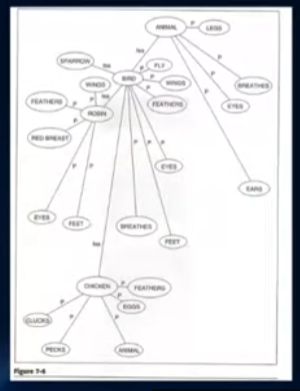 ANIMAL
P
LEGS
Isa
P
SPARROW
Isa
P
FLY
P
BIRD
P
WINGS
P
BREATHES
WINGS
Isa
P
FEATHERS
P
EYES
FEATHERS
P
P
ROBIN
P
RED BREAST
P
P
P
P
P
EYES
EARS
EYES
FEET
BREATHES
FEET
Isa
CHICKEN
P
FEATHERS
P
EGGS
P
CLUCKS
P
P
PECKS
ANIMAL
Figure 7-6